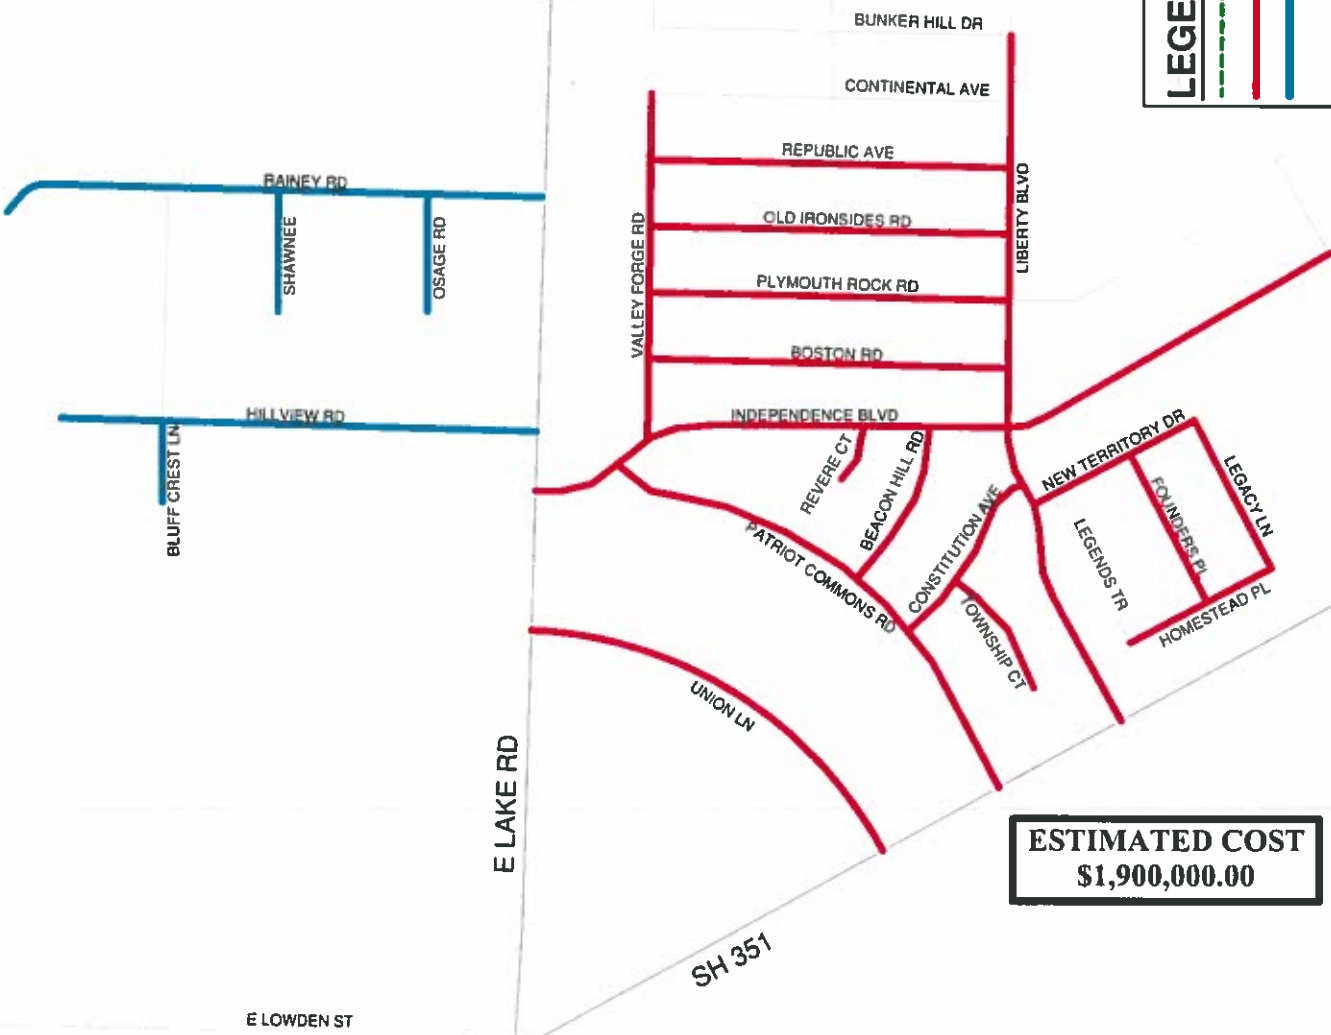 BUNKER HILL DR
LEGE
CONTINENTAL AVE
REPUBLIC AVE
RAINEY RD
OLD IRONSIDES RD
LIBERTY BLVD
SHAWNEE
OSAGE RD
VALLEY FORGE RD
PLYMOUTH ROCK RD
BOSTON RD
HILLVIEW RD
INDEPENDENCE BLVD
BLUFF CREST LN
REVERE CT
BEACON HILL RD
NEW TERRITORY DR
LEGACY LN
FOUNDERS PL
CONSTITUTION AVE
LEGENDS TR
PATRIOT COMMONS RD
TOWNSHIP CT
HOMESTEAD PL
UNION LN
E LAKE RD
ESTIMATED COST
$1,900,000.00
SH 351
E LOWDEN ST